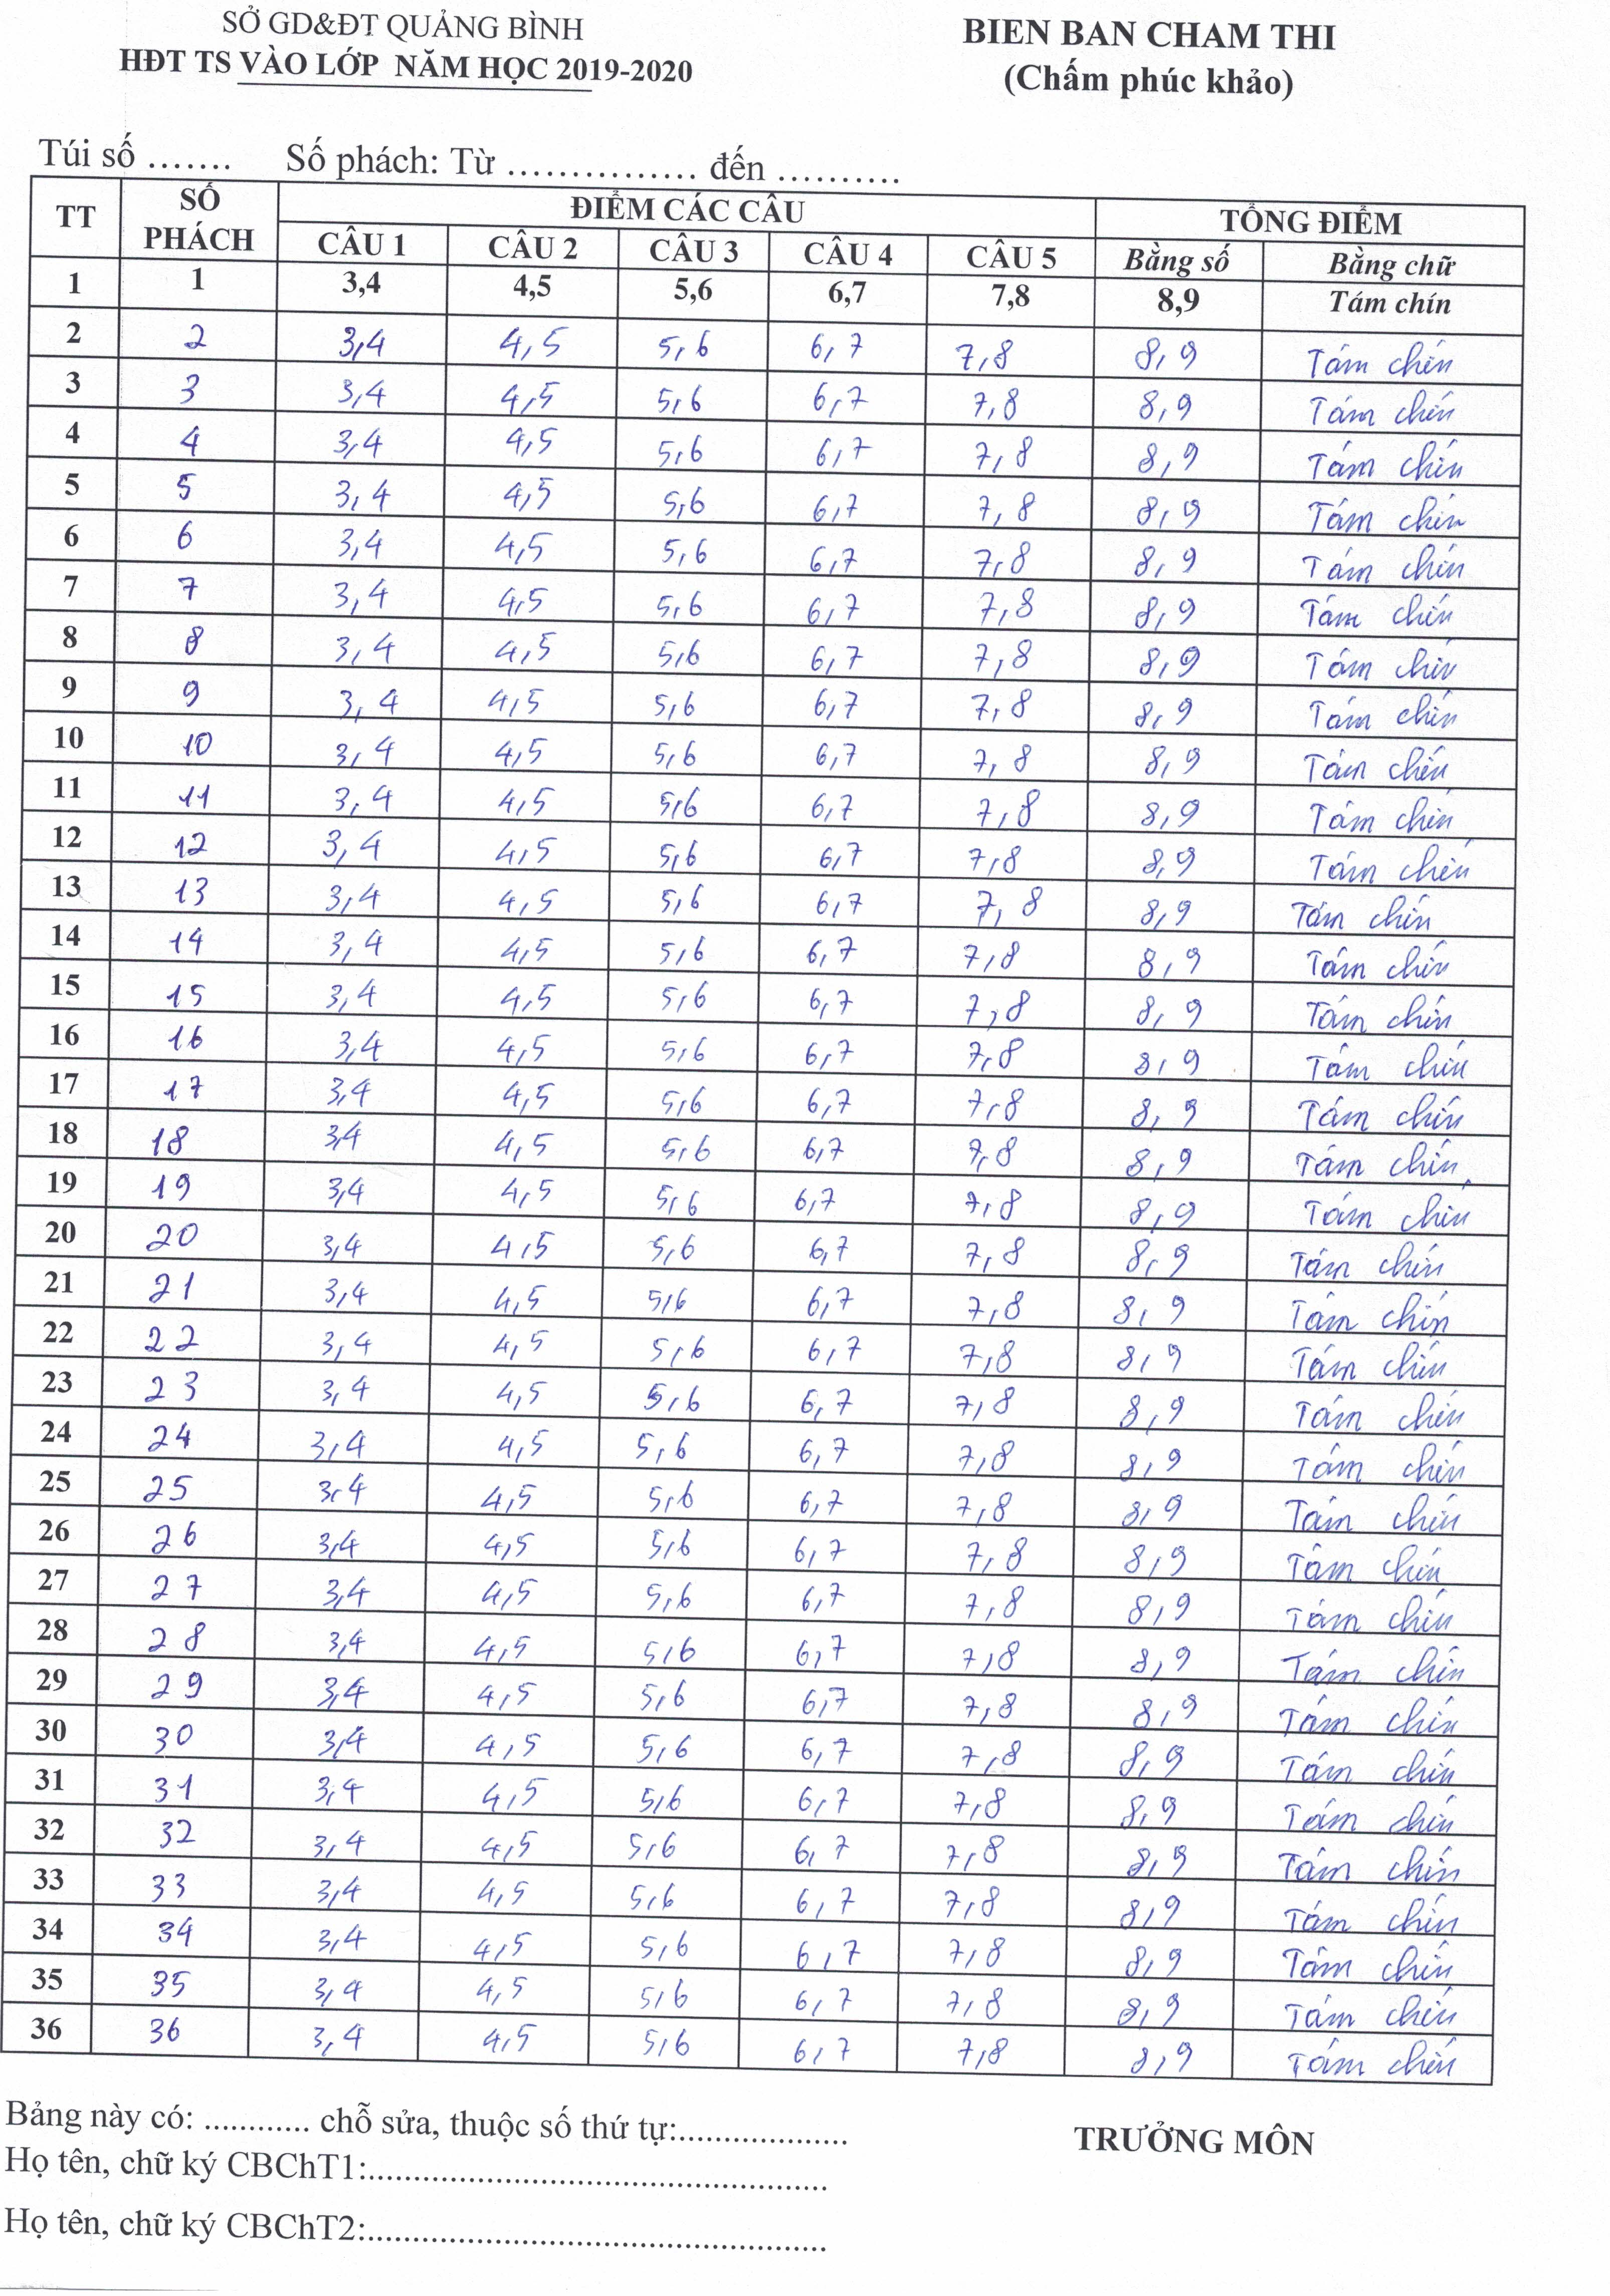 SỞ GD&ĐT QUẢNG BÌNH
HĐT TS VÀO LỚP NĂM HỌC 2019-2020
BIEN BAN CHAM THI
(Chấm phúc khảo)
Túi số ....... Số phách: Từ ............... đến ..........
TT SỐ PHÁCH ĐIỂM CÁC CÂU TỔNG ĐIỂM
CÂU 1 CÂU 2 CÂU 3 CÂU 4 CÂU 5 Bằng số Bằng chữ
1 1 3,4 4,5 5,6 6,7 7,8 8,9 Tám chín
2 2 3,4 4,5 5,6 6,7 7,8 8,9 Tám chín
3 3 3,4 4,5 5,6 6,7 7,8 8,9 Tám chín
4 4 3,4 4,5 5,6 6,7 7,8 8,9 Tám chín
5 5 3,4 4,5 5,6 6,7 7,8 8,9 Tám chín
6 6 3,4 4,5 5,6 6,7 7,8 8,9 Tám chín
7 7 3,4 4,5 5,6 6,7 7,8 8,9 Tám chín
8 8 3,4 4,5 5,6 6,7 7,8 8,9 Tám chín
9 9 3,4 4,5 5,6 6,7 7,8 8,9 Tám chín
10 10 3,4 4,5 5,6 6,7 7,8 8,9 Tám chín
11 11 3,4 4,5 5,6 6,7 7,8 8,9 Tám chín
12 12 3,4 4,5 5,6 6,7 7,8 8,9 Tám chín
13 13 3,4 4,5 5,6 6,7 7,8 8,9 Tám chín
14 14 3,4 4,5 5,6 6,7 7,8 8,9 Tám chín
15 15 3,4 4,5 5,6 6,7 7,8 8,9 Tám chín
16 16 3,4 4,5 5,6 6,7 7,8 8,9 Tám chín
17 17 3,4 4,5 5,6 6,7 7,8 8,9 Tám chín
18 18 3,4 4,5 5,6 6,7 7,8 8,9 Tám chín
19 19 3,4 4,5 5,6 6,7 7,8 8,9 Tám chín
20 20 3,4 4,5 5,6 6,7 7,8 8,9 Tám chín
21 21 3,4 4,5 5,6 6,7 7,8 8,9 Tám chín
22 22 3,4 4,5 5,6 6,7 7,8 8,9 Tám chín
23 23 3,4 4,5 5,6 6,7 7,8 8,9 Tám chín
24 24 3,4 4,5 5,6 6,7 7,8 8,9 Tám chín
25 25 3,4 4,5 5,6 6,7 7,8 8,9 Tám chín
26 26 3,4 4,5 5,6 6,7 7,8 8,9 Tám chín
27 27 3,4 4,5 5,6 6,7 7,8 8,9 Tám chín
28 28 3,4 4,5 5,6 6,7 7,8 8,9 Tám chín
29 29 3,4 4,5 5,6 6,7 7,8 8,9 Tám chín
30 30 3,4 4,5 5,6 6,7 7,8 8,9 Tám chín
31 31 3,4 4,5 5,6 6,7 7,8 8,9 Tám chín
32 32 3,4 4,5 5,6 6,7 7,8 8,9 Tám chín
33 33 3,4 4,5 5,6 6,7 7,8 8,9 Tám chín
34 34 3,4 4,5 5,6 6,7 7,8 8,9 Tám chín
35 35 3,4 4,5 5,6 6,7 7,8 8,9 Tám chín
36 36 3,4 4,5 5,6 6,7 7,8 8,9 Tám chín
Bảng này có: ............ chỗ sửa, thuộc số thứ tự:...................
TRƯỞNG MÔN
Họ tên, chữ ký CBChT1:....................................................
Họ tên, chữ ký CBChT2:....................................................